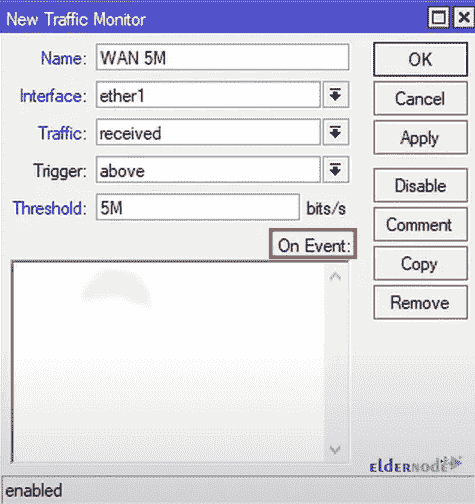 New Traffic Monitor
Name: WAN 5M
OK
Interface: ether1
Cancel
Traffic: received
Apply
Trigger: above
Disable
Threshold: 5M bits/s
Comment
On Event:
Copy
Remove
eldernode
enabled